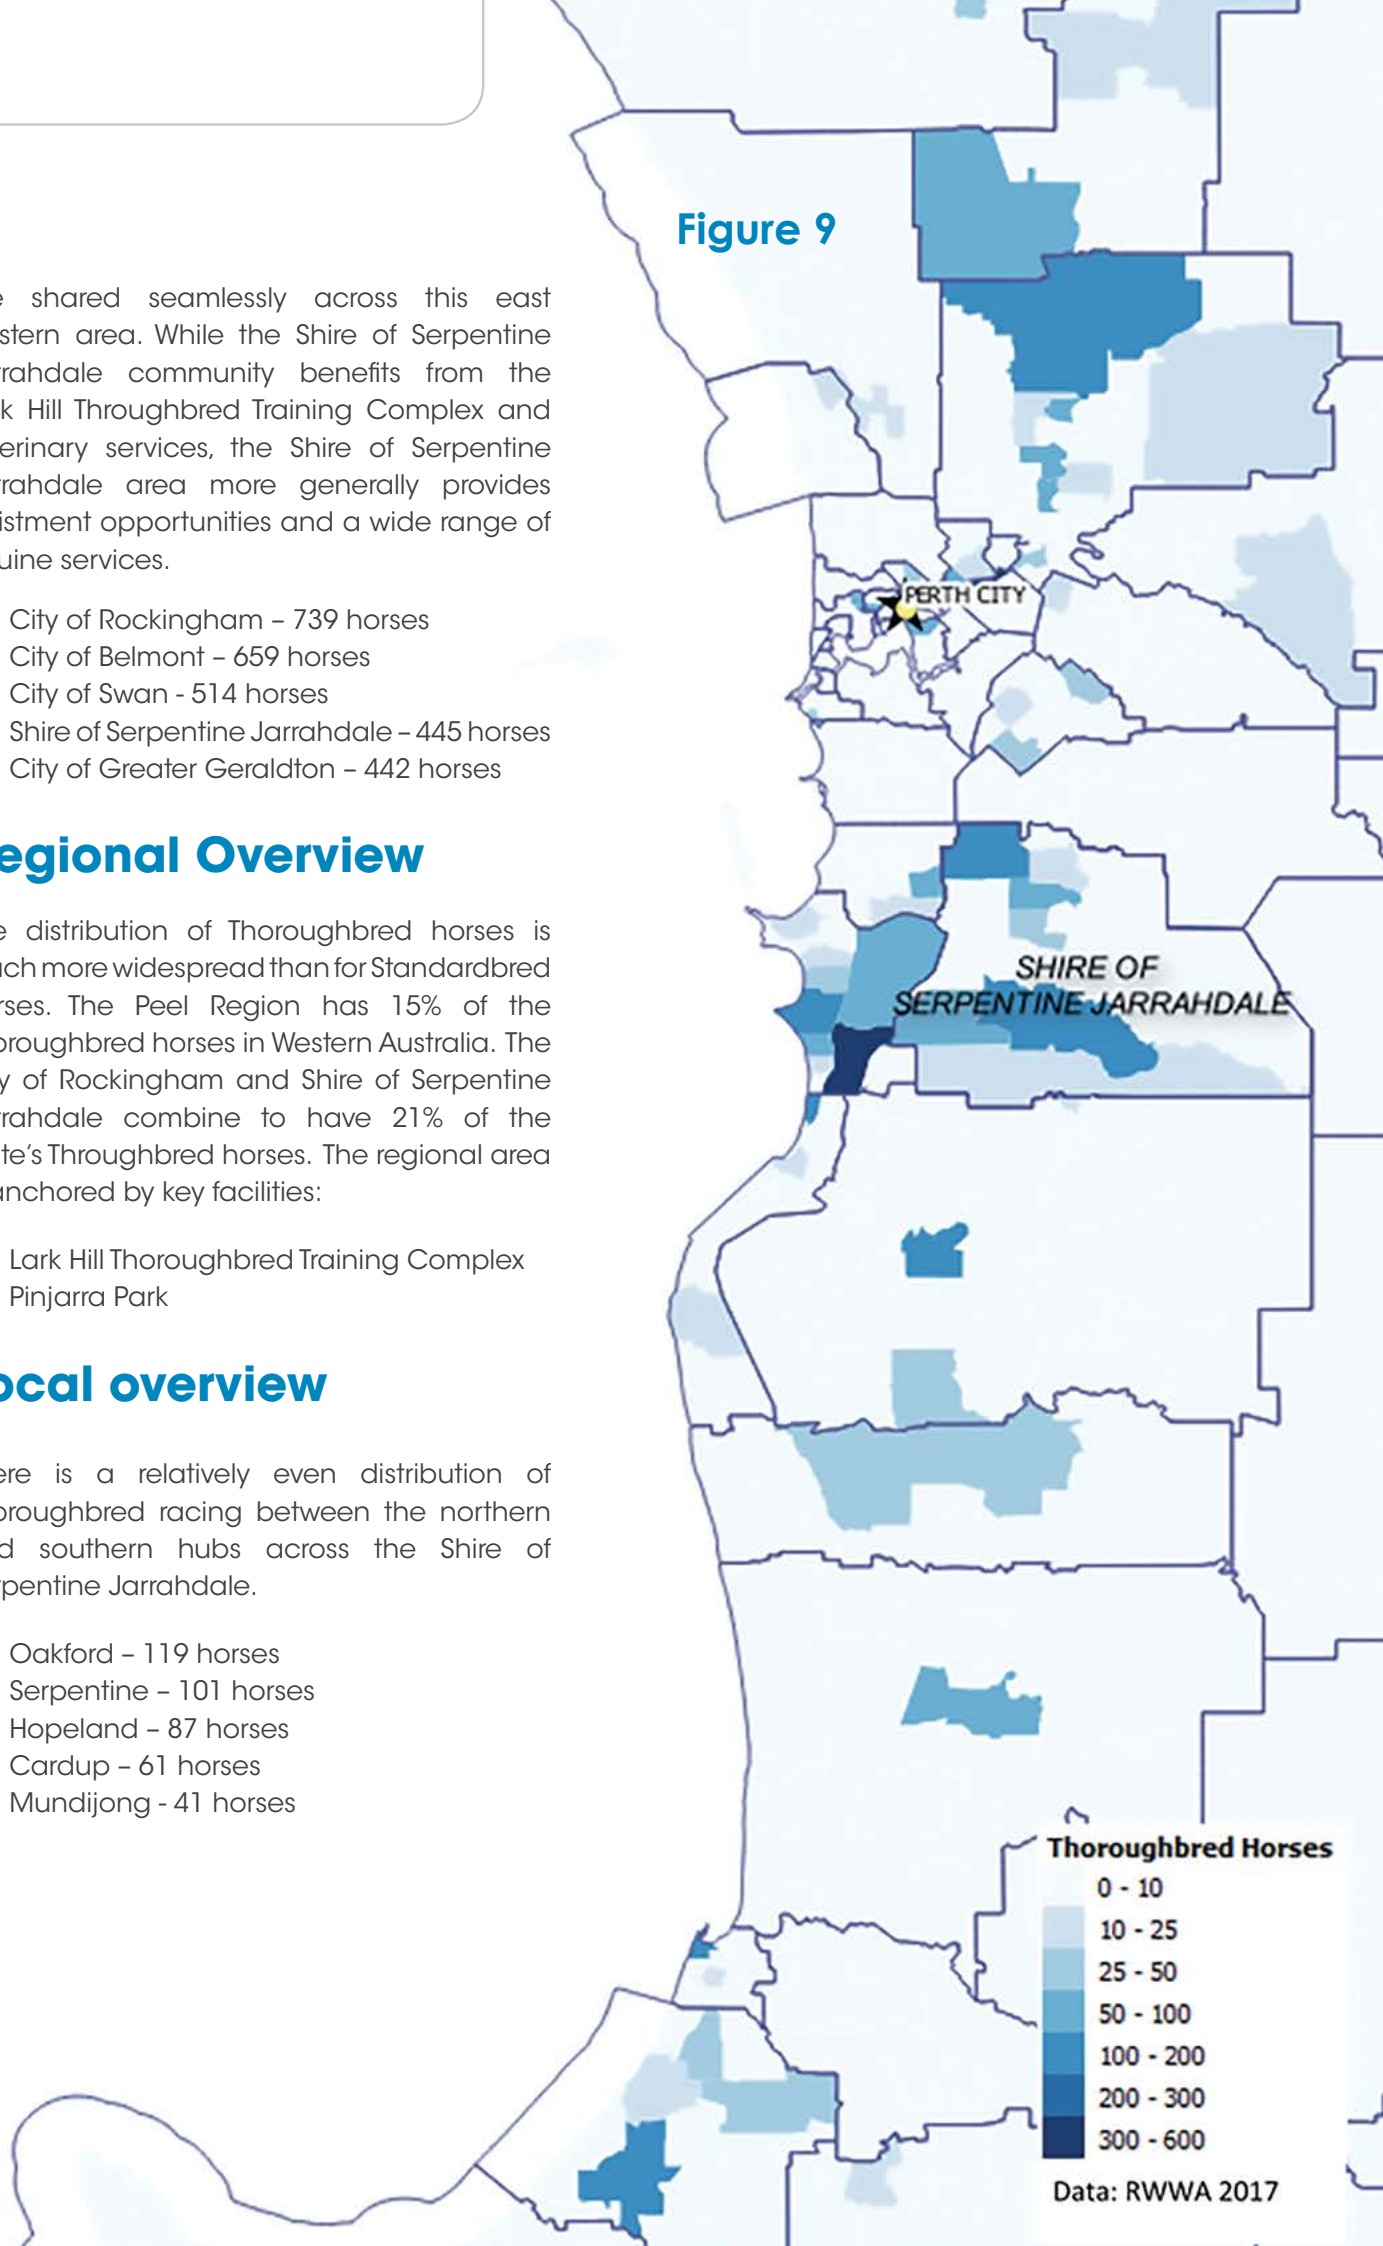 Figure 9
shared seamlessly across this east
stern area. While the Shire of Serpentine
rahdale community benefits from the
k Hill Throughbred Training Complex and
erinary services, the Shire of Serpentine
rahdale area more generally provides
istment opportunities and a wide range of
uine services.
City of Rockingham – 739 horses
City of Belmont – 659 horses
City of Swan - 514 horses
Shire of Serpentine Jarrahdale – 445 horses
City of Greater Geraldton – 442 horses
egional Overview
e distribution of Thoroughbred horses is
uch more widespread than for Standardbred
rses. The Peel Region has 15% of the
oroughbred horses in Western Australia. The
y of Rockingham and Shire of Serpentine
rrahdale combine to have 21% of the
te's Throughbred horses. The regional area
anchored by key facilities:
Lark Hill Thoroughbred Training Complex
Pinjarra Park
ocal overview
ere is a relatively even distribution of
oroughbred racing between the northern
d southern hubs across the Shire of
rpentine Jarrahdale.
Oakford – 119 horses
Serpentine – 101 horses
Hopeland – 87 horses
Cardup – 61 horses
Mundijong - 41 horses
PERTH CITY
SHIRE OF
SERPENTINE JARRAHDALE
Thoroughbred Horses
0 - 10
10 - 25
25 - 50
50 - 100
100 - 200
200 - 300
300 - 600
Data: RWWA 2017